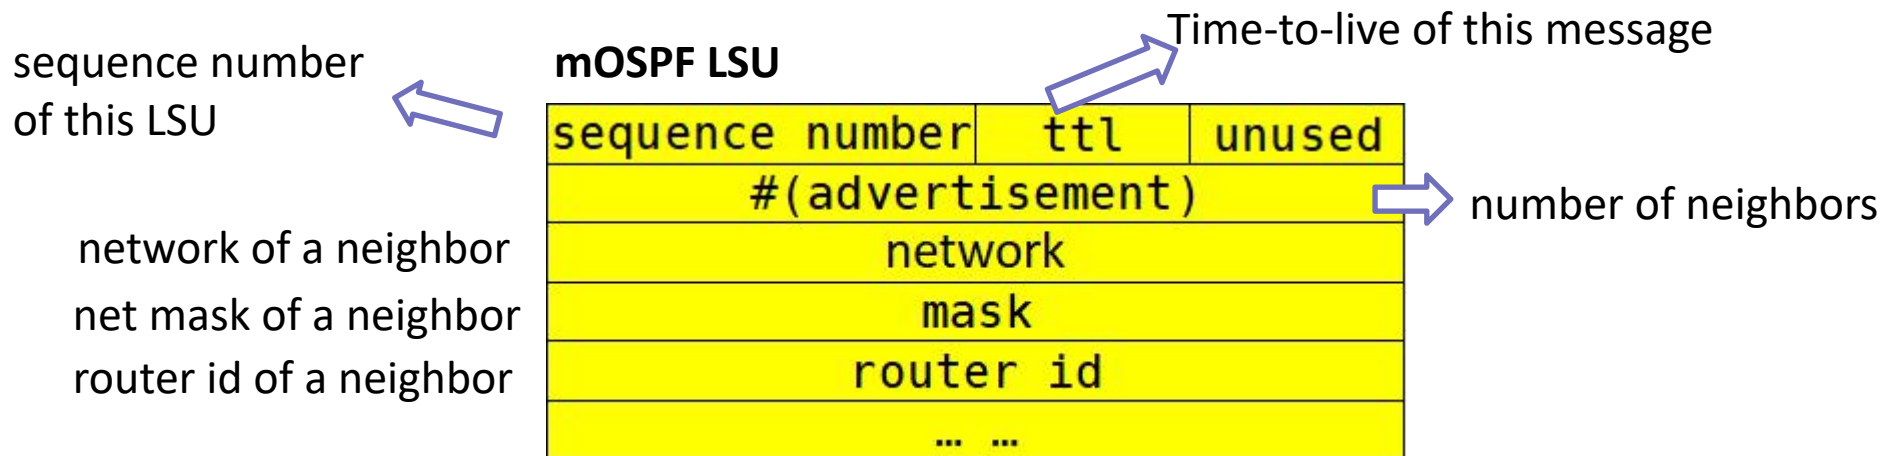 Time-to-live of this message
sequence number
of this LSU
mOSPF LSU
sequence number ttl unused
#(advertisement)
number of neighbors
network of a neighbor
network
net mask of a neighbor
mask
router id of a neighbor
router id
... ...